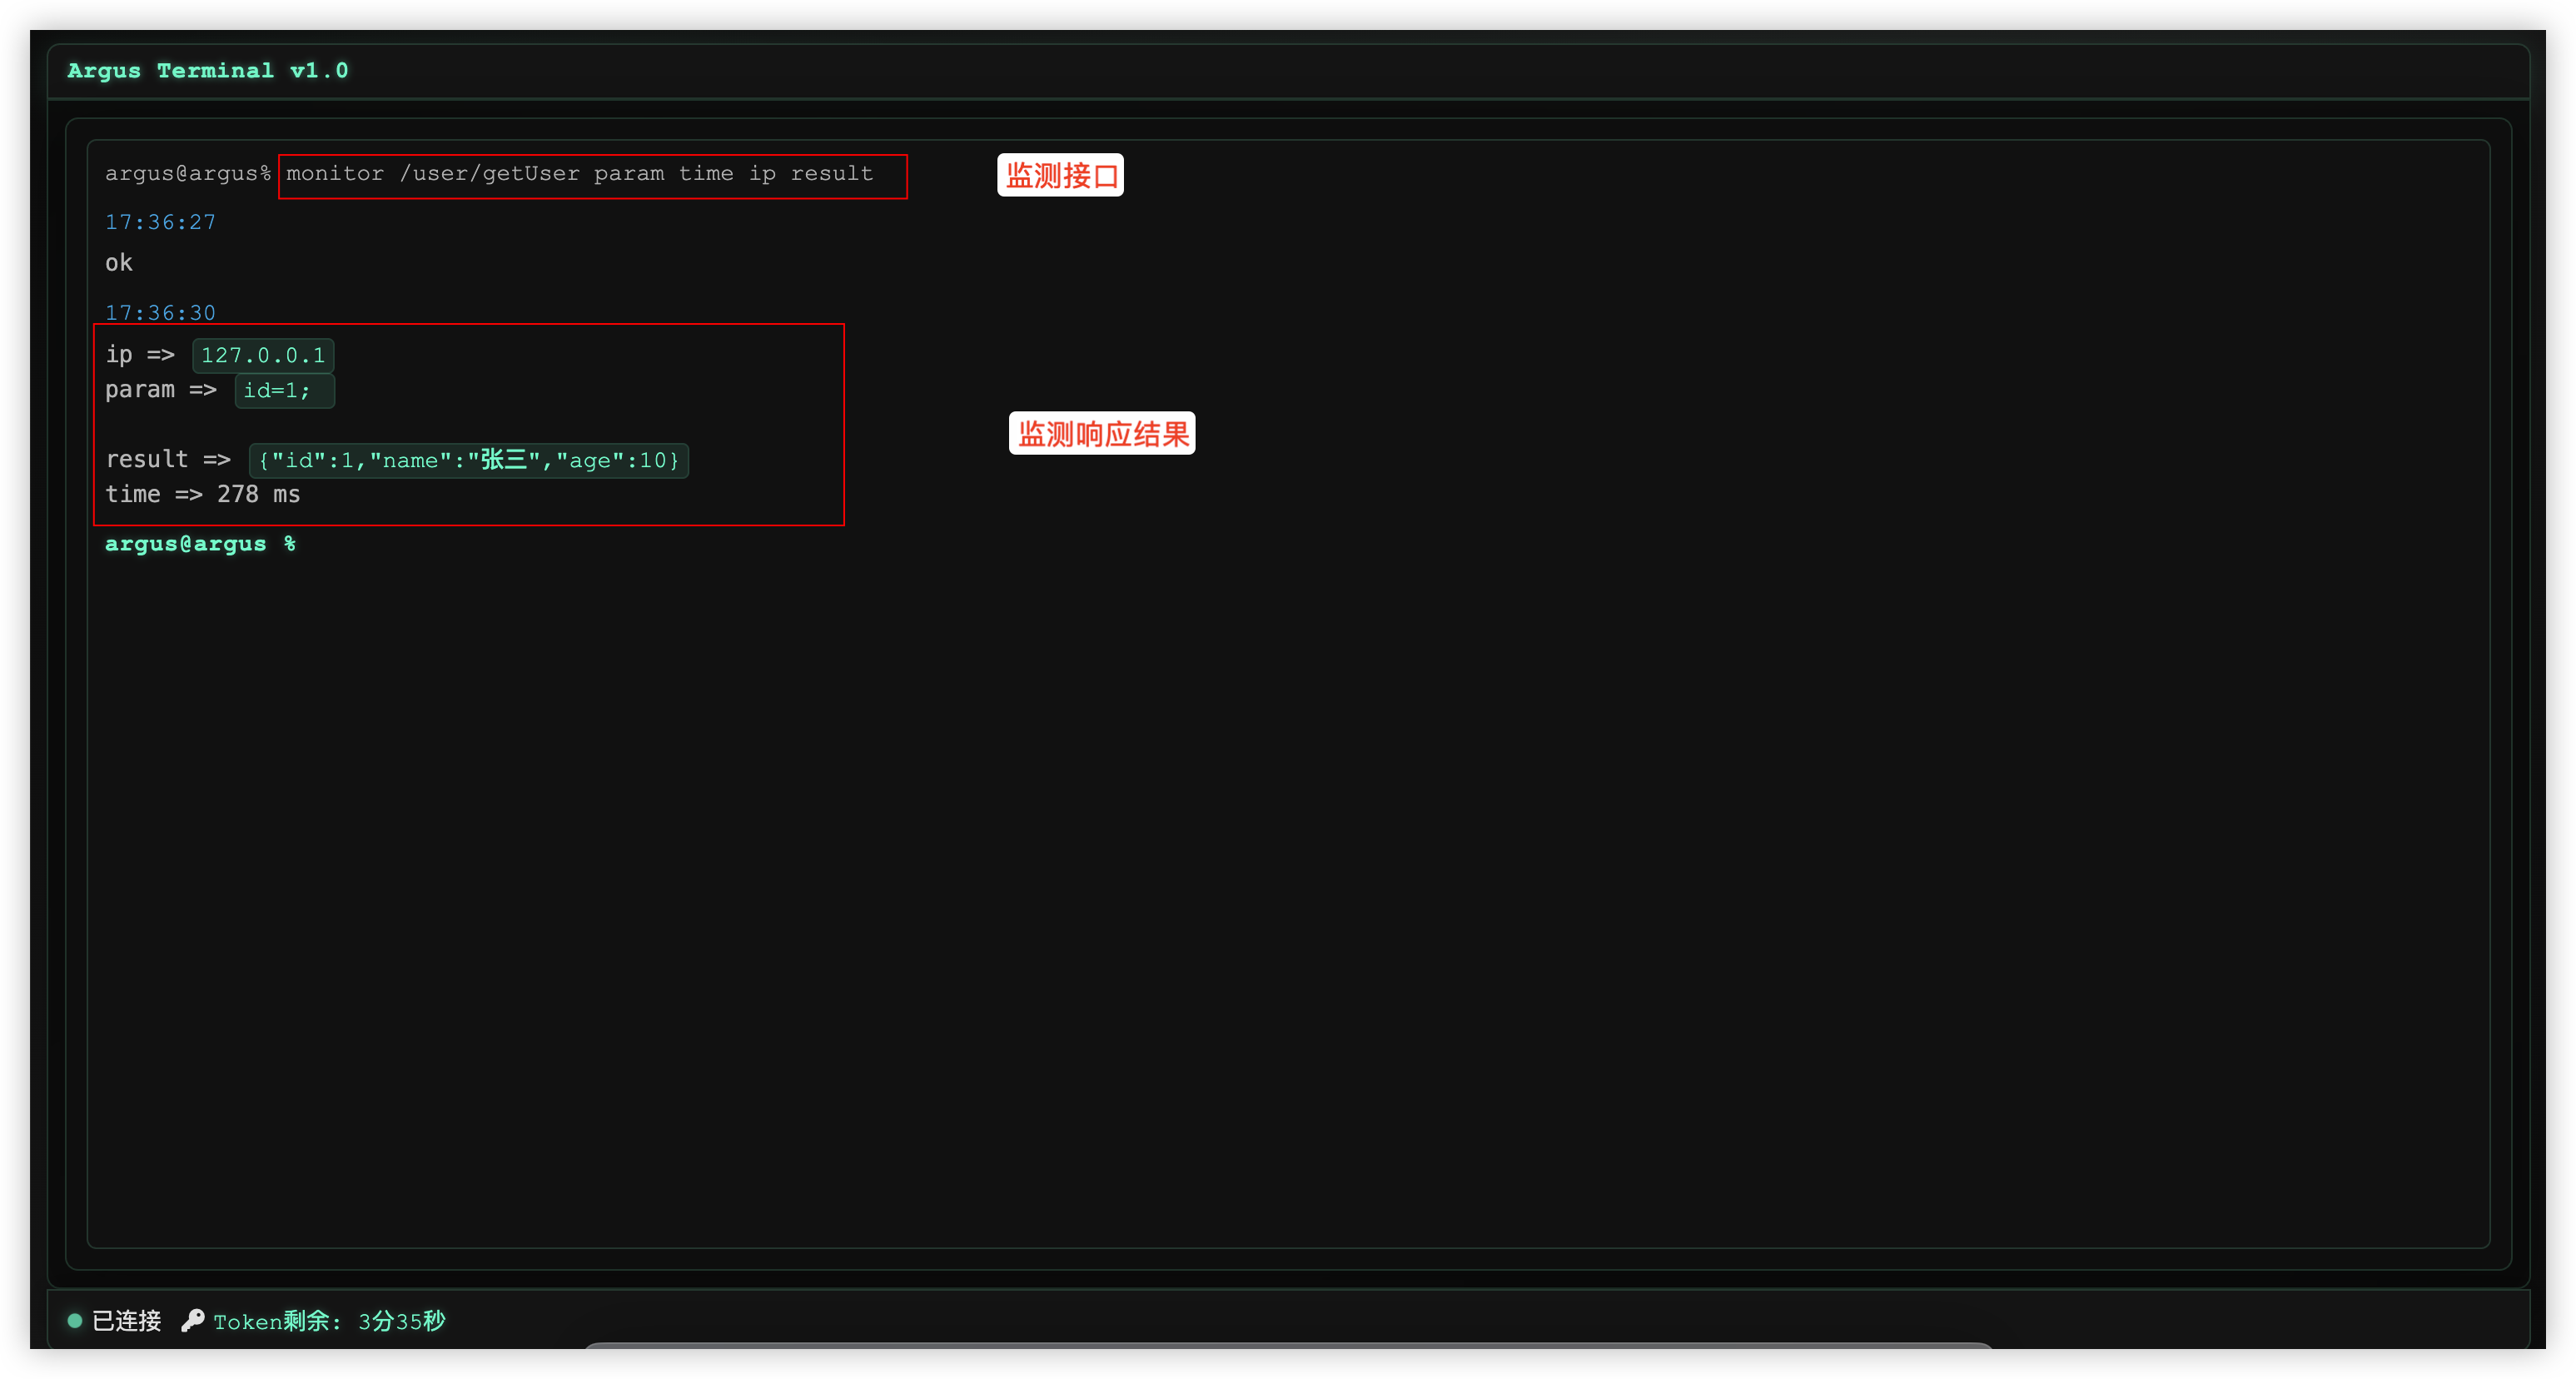 Argus Terminal v1.0
argus@argus% monitor /user/getUser param time ip result
监测接口
17:36:27
ok
17:36:30
ip => 127.0.0.1
param => id=1;
监测响应结果
result => {"id":1,"name":"张三","age":10}
time => 278 ms
argus@argus %
已连接 Token剩余: 3分35秒